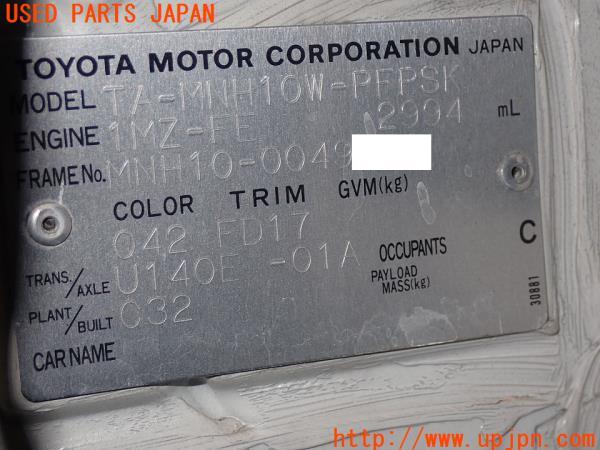 USED PARTS JAPAN
TOYOTA MOTOR CORPORATION JAPAN
MODEL TA-MNH10W-PFPSK
ENGINE 1MZ-FE 2994 mL
FRAME No. MNH10-0049
COLOR TRIM GVM(kg)
042 FD17
TRANS./AXLE U140E -01A OCCUPANTS C
PAYLOAD MASS(kg)
PLANT/BUILT C32
30881
CAR NAME
http://www.upjpn.com